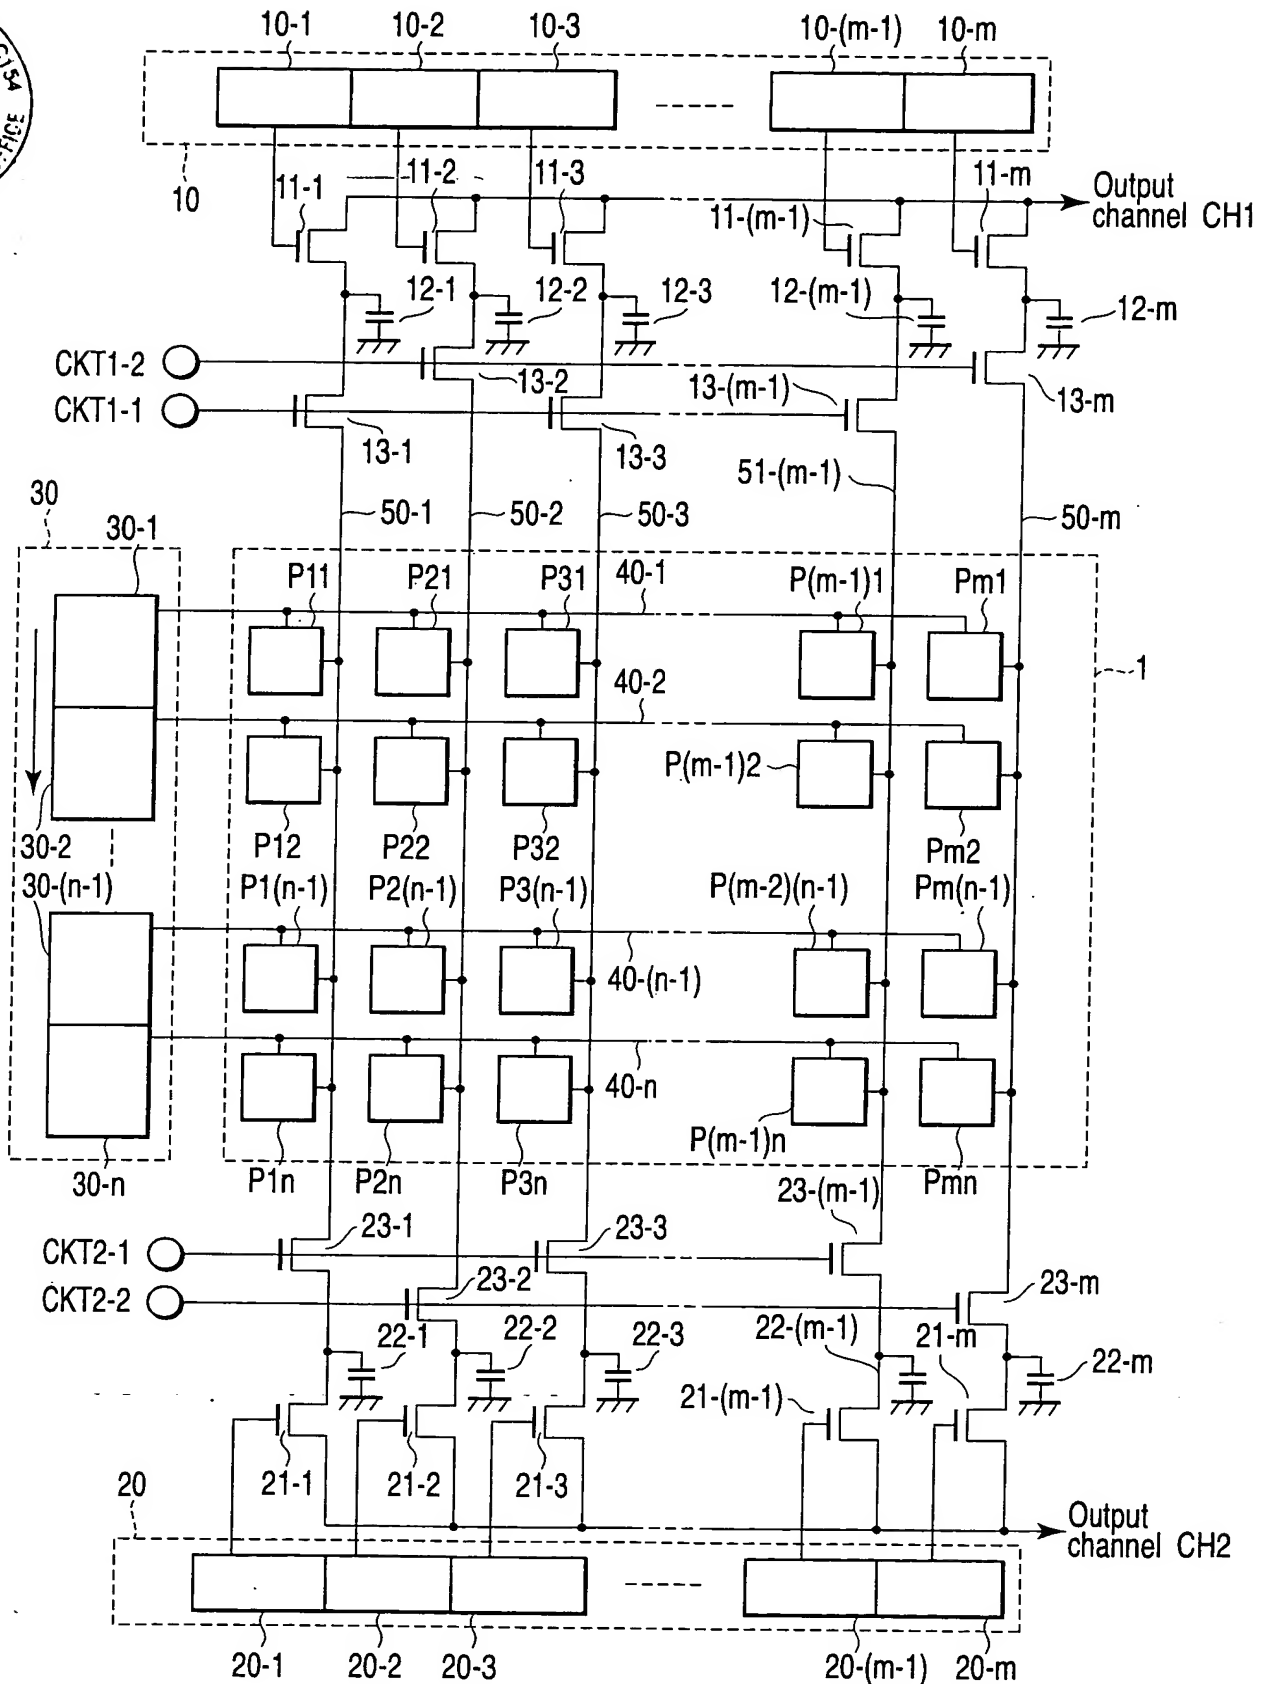 10-1 10-2 10-3 10-(m-1) 10-m
C154
FICE
10
11-1 11-2 11-3 11-(m-1) 11-m
Output
channel CH1
12-1 12-2 12-3 12-(m-1) 12-m
CKT1-2
13-2 13-(m-1) 13-m
CKT1-1
13-1 13-3
51-(m-1)
30
50-1 50-2 50-3 50-m
30-1
P11 P21 P31 40-1 P(m-1)1 Pm1
1
40-2
P(m-1)2
30-2
P12 P22 P32 Pm2
30-(n-1)
P1(n-1) P2(n-1) P3(n-1) P(m-2)(n-1) Pm(n-1)
40-(n-1)
40-n
P(m-1)n
30-n
P1n P2n P3n Pmn
23-(m-1)
23-1 23-3
CKT2-1
23-2 23-m
CKT2-2
22-1 22-2 22-3 22-(m-1) 21-m 22-m
21-(m-1)
20
21-1 21-2 21-3
Output
channel CH2
20-1 20-2 20-3 20-(m-1) 20-m